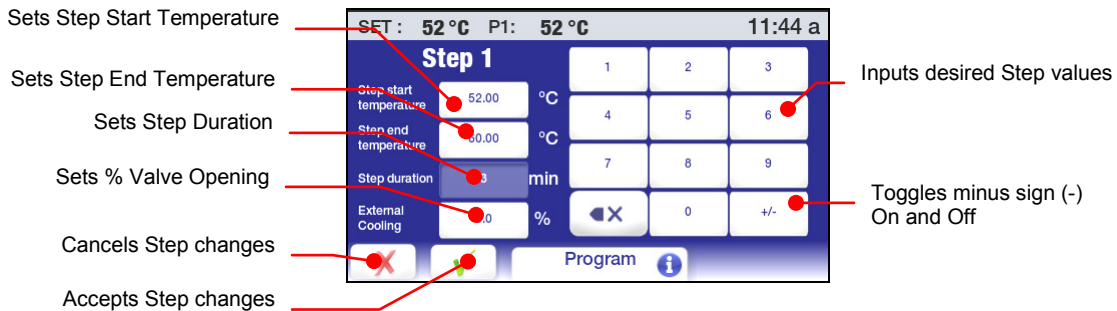 Sets Step Start Temperature
Sets Step End Temperature
Sets Step Duration
Sets % Valve Opening
Cancels Step changes
Accepts Step changes
SET : 52 °C P1: 52 °C 11:44 a
Step 1
Step start
temperature
52.00 °C
Step end
temperature
60.00 °C
Step duration
3 min
External
Cooling
.0 %
1 2 3
4 5 6
7 8 9
X 0 +/-
Program i
Inputs desired Step values
Toggles minus sign (-)
On and Off